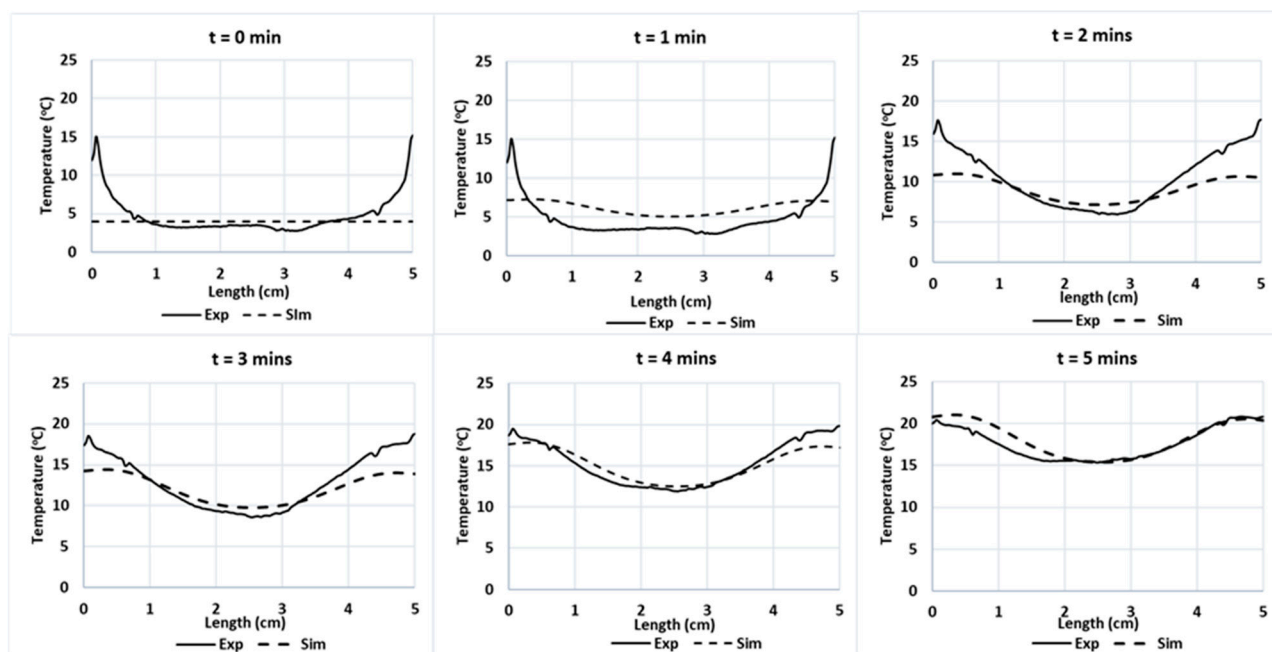 t = 0 min
25
20
15
10
5
0
Temperature (°C)
0 1 2 3 4 5
Length (cm)
Exp SIm
t = 1 min
25
20
15
10
5
0
Temperature (°C)
0 1 2 3 4 5
Length (cm)
Exp Sim
t = 2 mins
25
20
15
10
5
0
Temperature (°C)
0 1 2 3 4 5
length (cm)
Exp Sim
t = 3 mins
25
20
15
10
5
0
Temperature (°C)
0 1 2 3 4 5
Length (cm)
Exp Sim
t = 4 mins
25
20
15
10
5
0
Temperature (°C)
0 1 2 3 4 5
Length (cm)
Exp Sim
t = 5 mins
25
20
15
10
5
0
Temperature (°C)
0 1 2 3 4 5
Length (cm)
Exp Sim